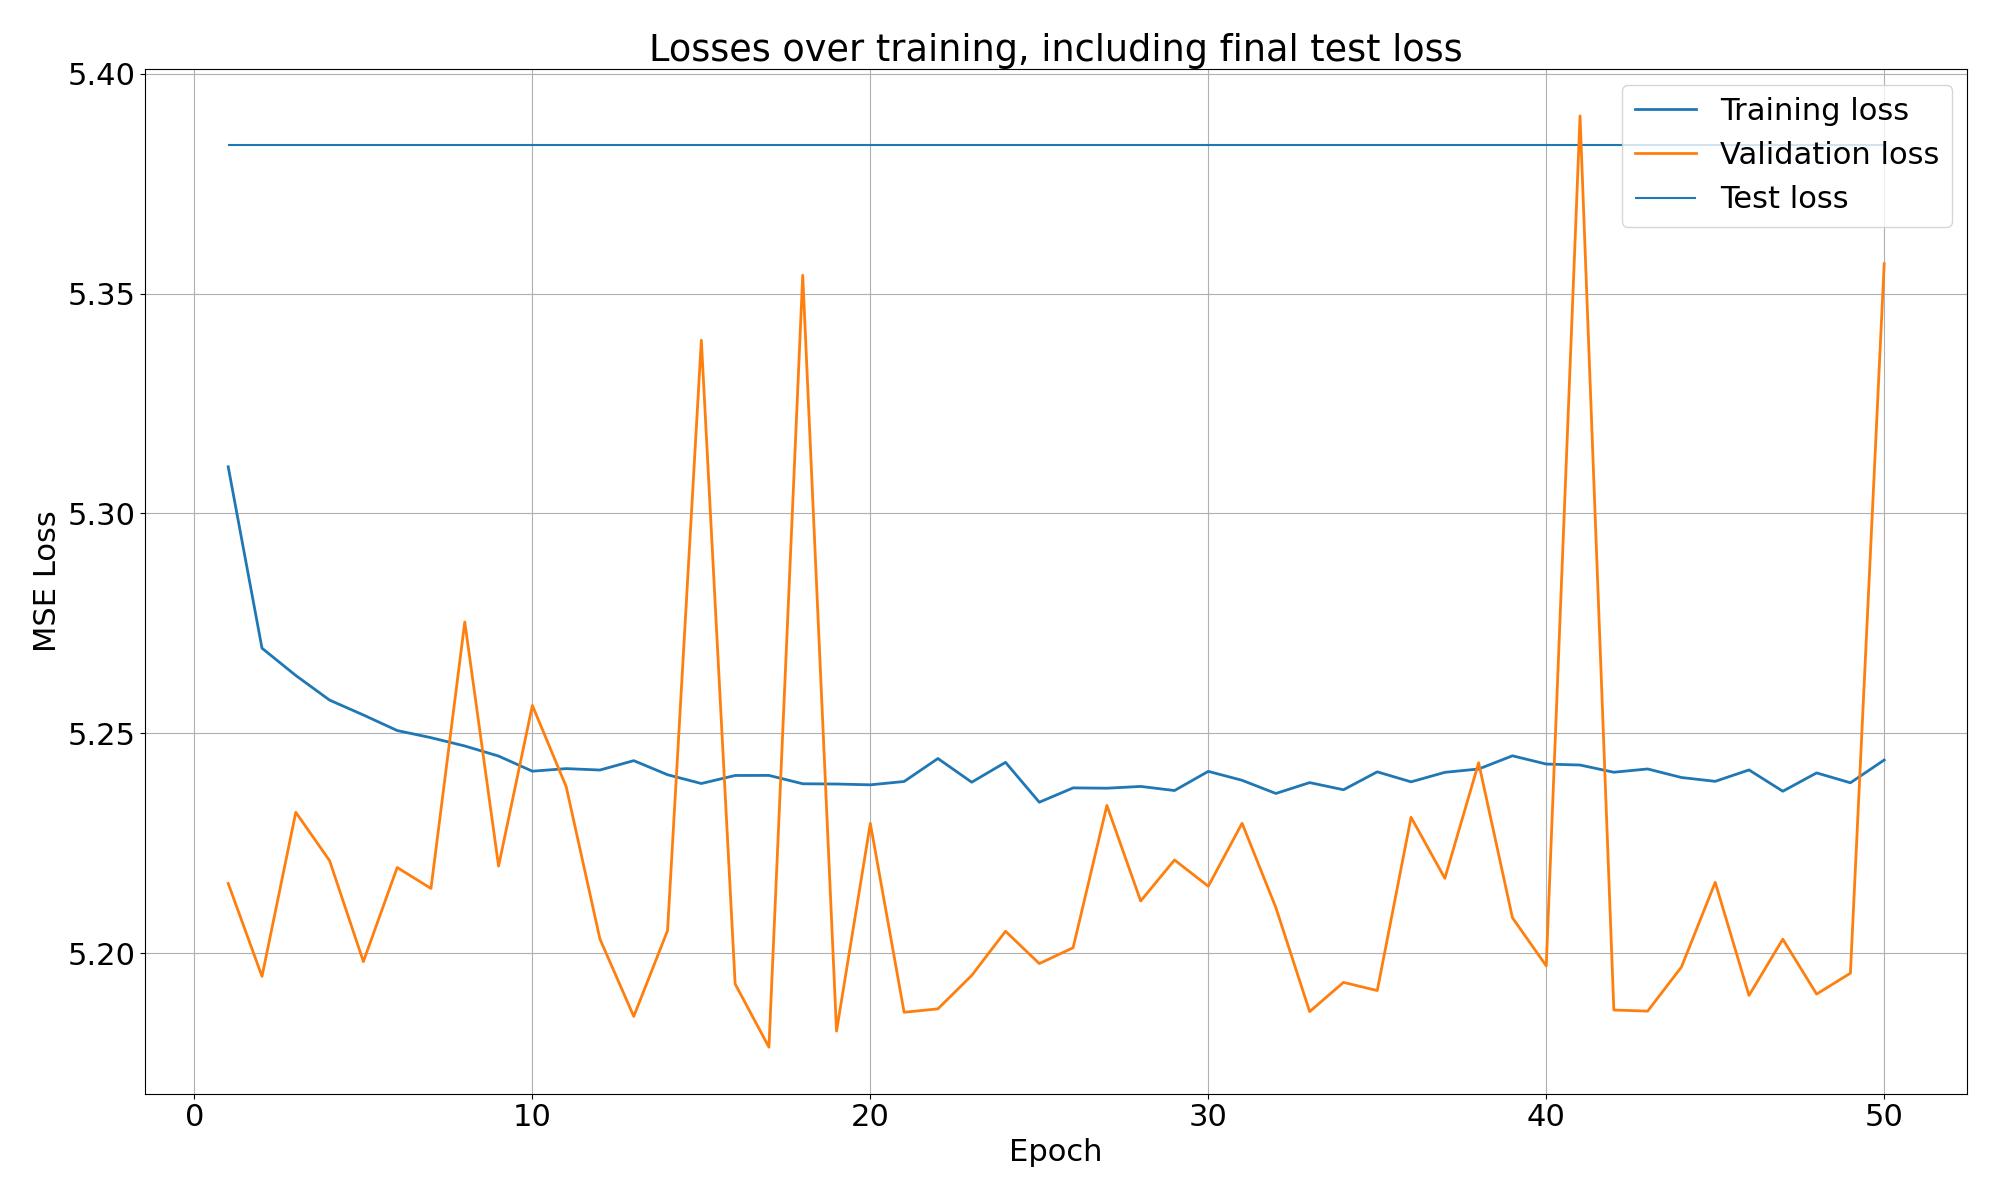 Losses over training, including final test loss
5.40
5.35
5.30
5.25
5.20
MSE Loss
Training loss
Validation loss
Test loss
0 10 20 30 40 50
Epoch